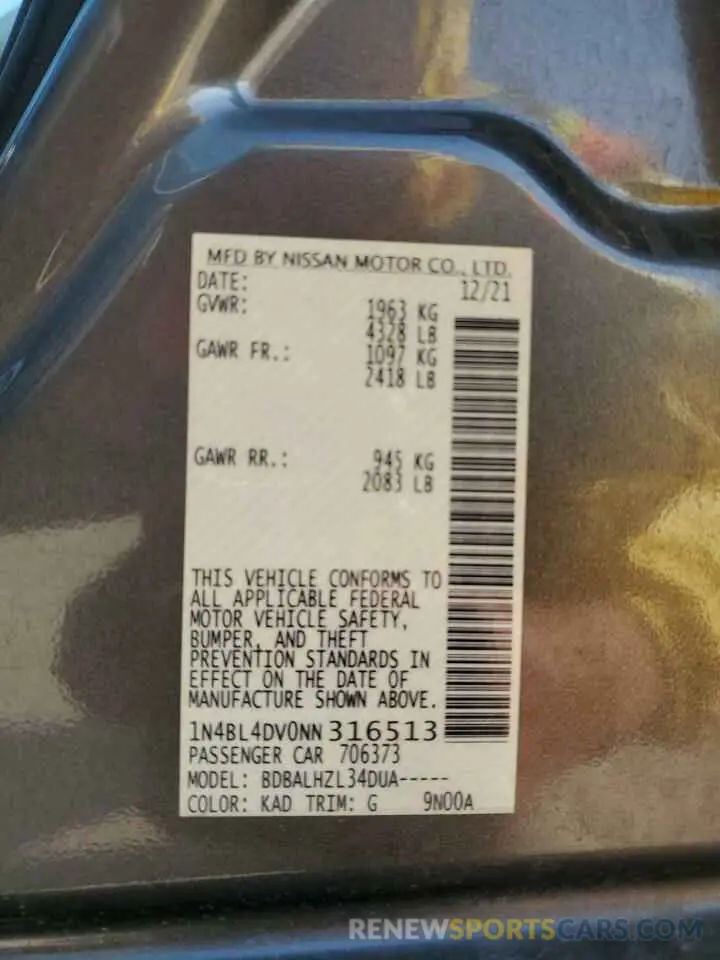 MFD BY NISSAN MOTOR CO., LTD.
DATE: 12/21
GVWR: 1963 KG
4328 LB
GAWR FR.: 1097 KG
2418 LB
GAWR RR.: 945 KG
2083 LB
THIS VEHICLE CONFORMS TO
ALL APPLICABLE FEDERAL
MOTOR VEHICLE SAFETY,
BUMPER, AND THEFT
PREVENTION STANDARDS IN
EFFECT ON THE DATE OF
MANUFACTURE SHOWN ABOVE.
1N4BL4DV0NN316513
PASSENGER CAR 706373
MODEL: BDBALHZL34DUA-----
COLOR: KAD TRIM: G 9N00A
RENEWSPORTSCARS.COM